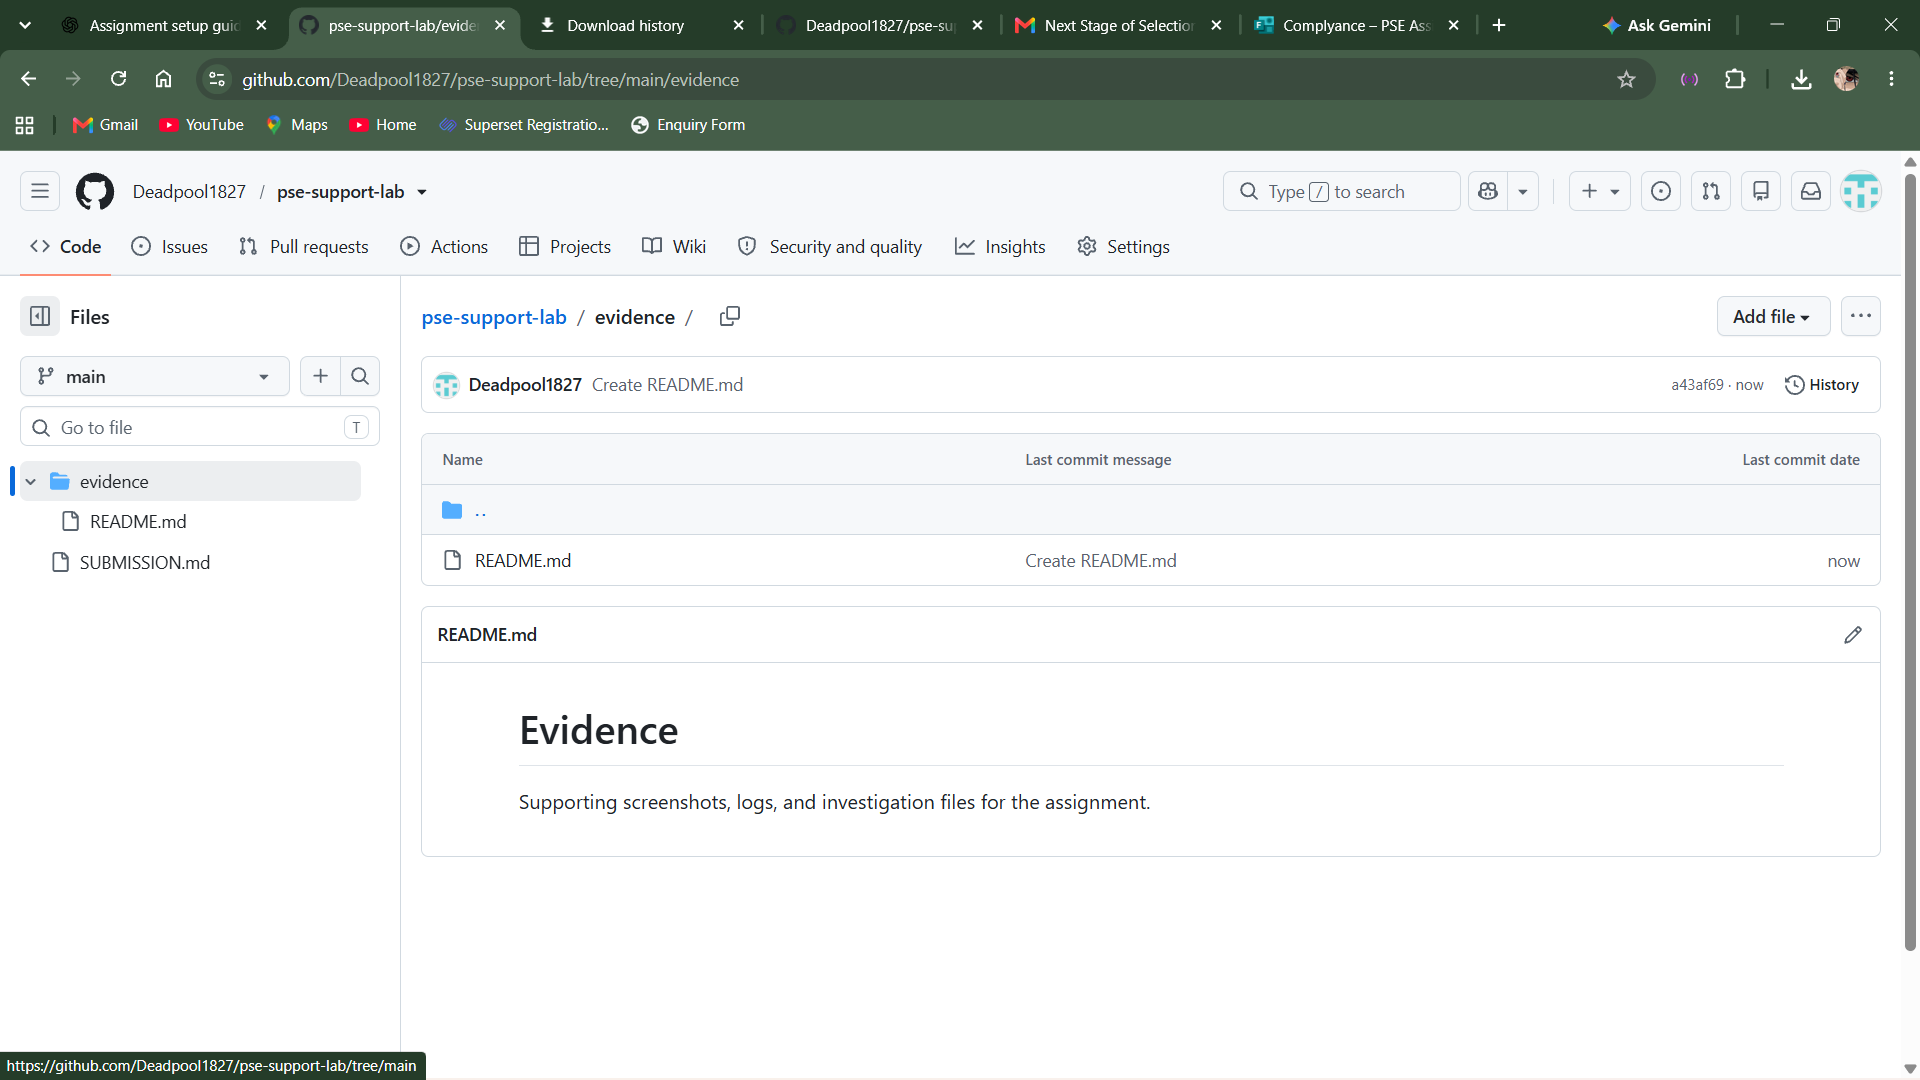 Assignment setup guid
pse-support-lab/evide
Download history
Deadpool1827/pse-su
Next Stage of Selection
Complyance – PSE Ass
Ask Gemini
github.com/Deadpool1827/pse-support-lab/tree/main/evidence
Gmail
YouTube
Maps
Home
Superset Registratio...
Enquiry Form
Deadpool1827 / pse-support-lab
Type / to search
Code
Issues
Pull requests
Actions
Projects
Wiki
Security and quality
Insights
Settings
Files
pse-support-lab / evidence /
Add file
main
Deadpool1827 Create README.md
a43af69 · now
History
Go to file
T
Name
Last commit message
Last commit date
evidence
..
README.md
README.md
Create README.md
now
SUBMISSION.md
README.md
Evidence
Supporting screenshots, logs, and investigation files for the assignment.
https://github.com/Deadpool1827/pse-support-lab/tree/main